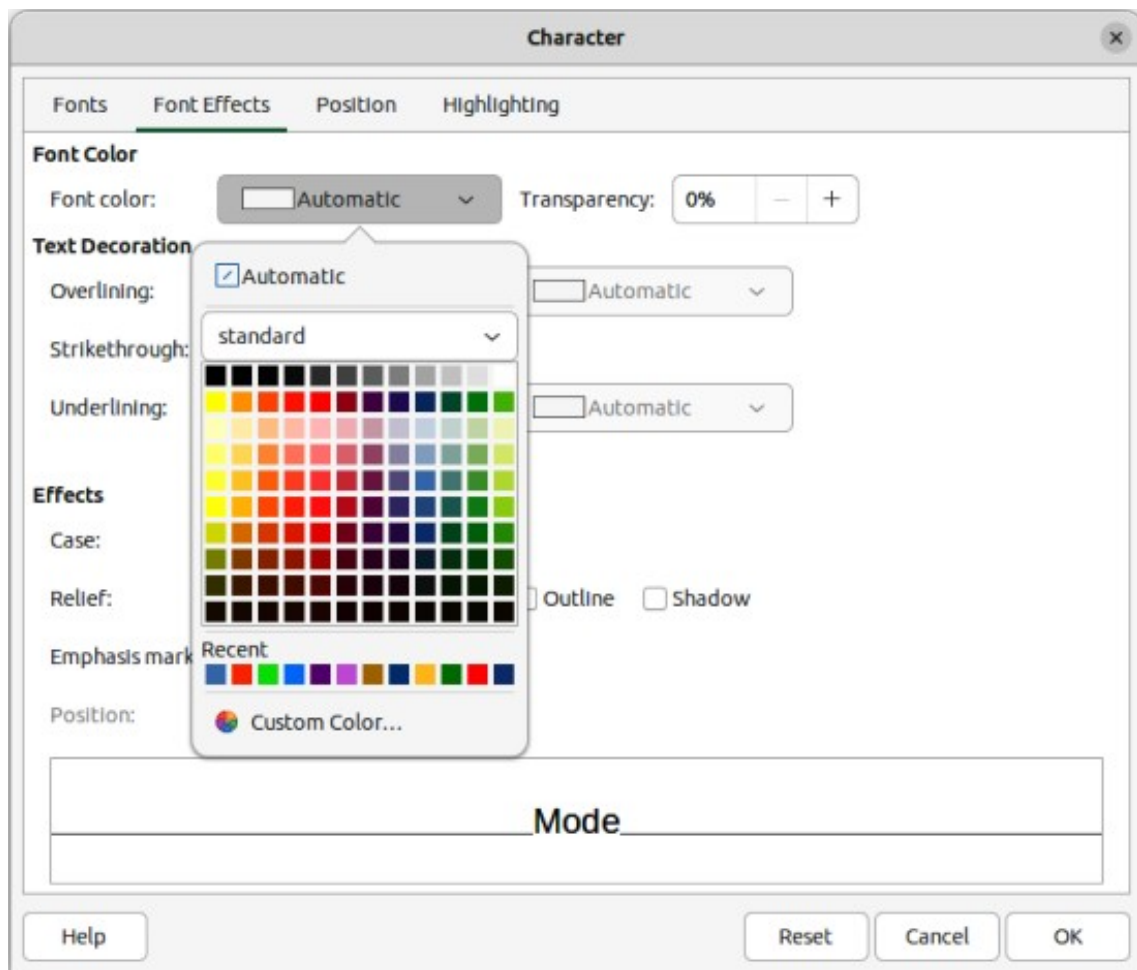 Character
Fonts Font Effects Position Highlighting
Font Color
Font color: Automatic Transparency: 0%
Text Decoration
Automatic
Overlining: Automatic
standard
Strikethrough:
Underlining: Automatic
Effects
Case:
Relief: Outline Shadow
Recent
Emphasis mark
Position:
Custom Color...
Mode
Help Reset Cancel OK